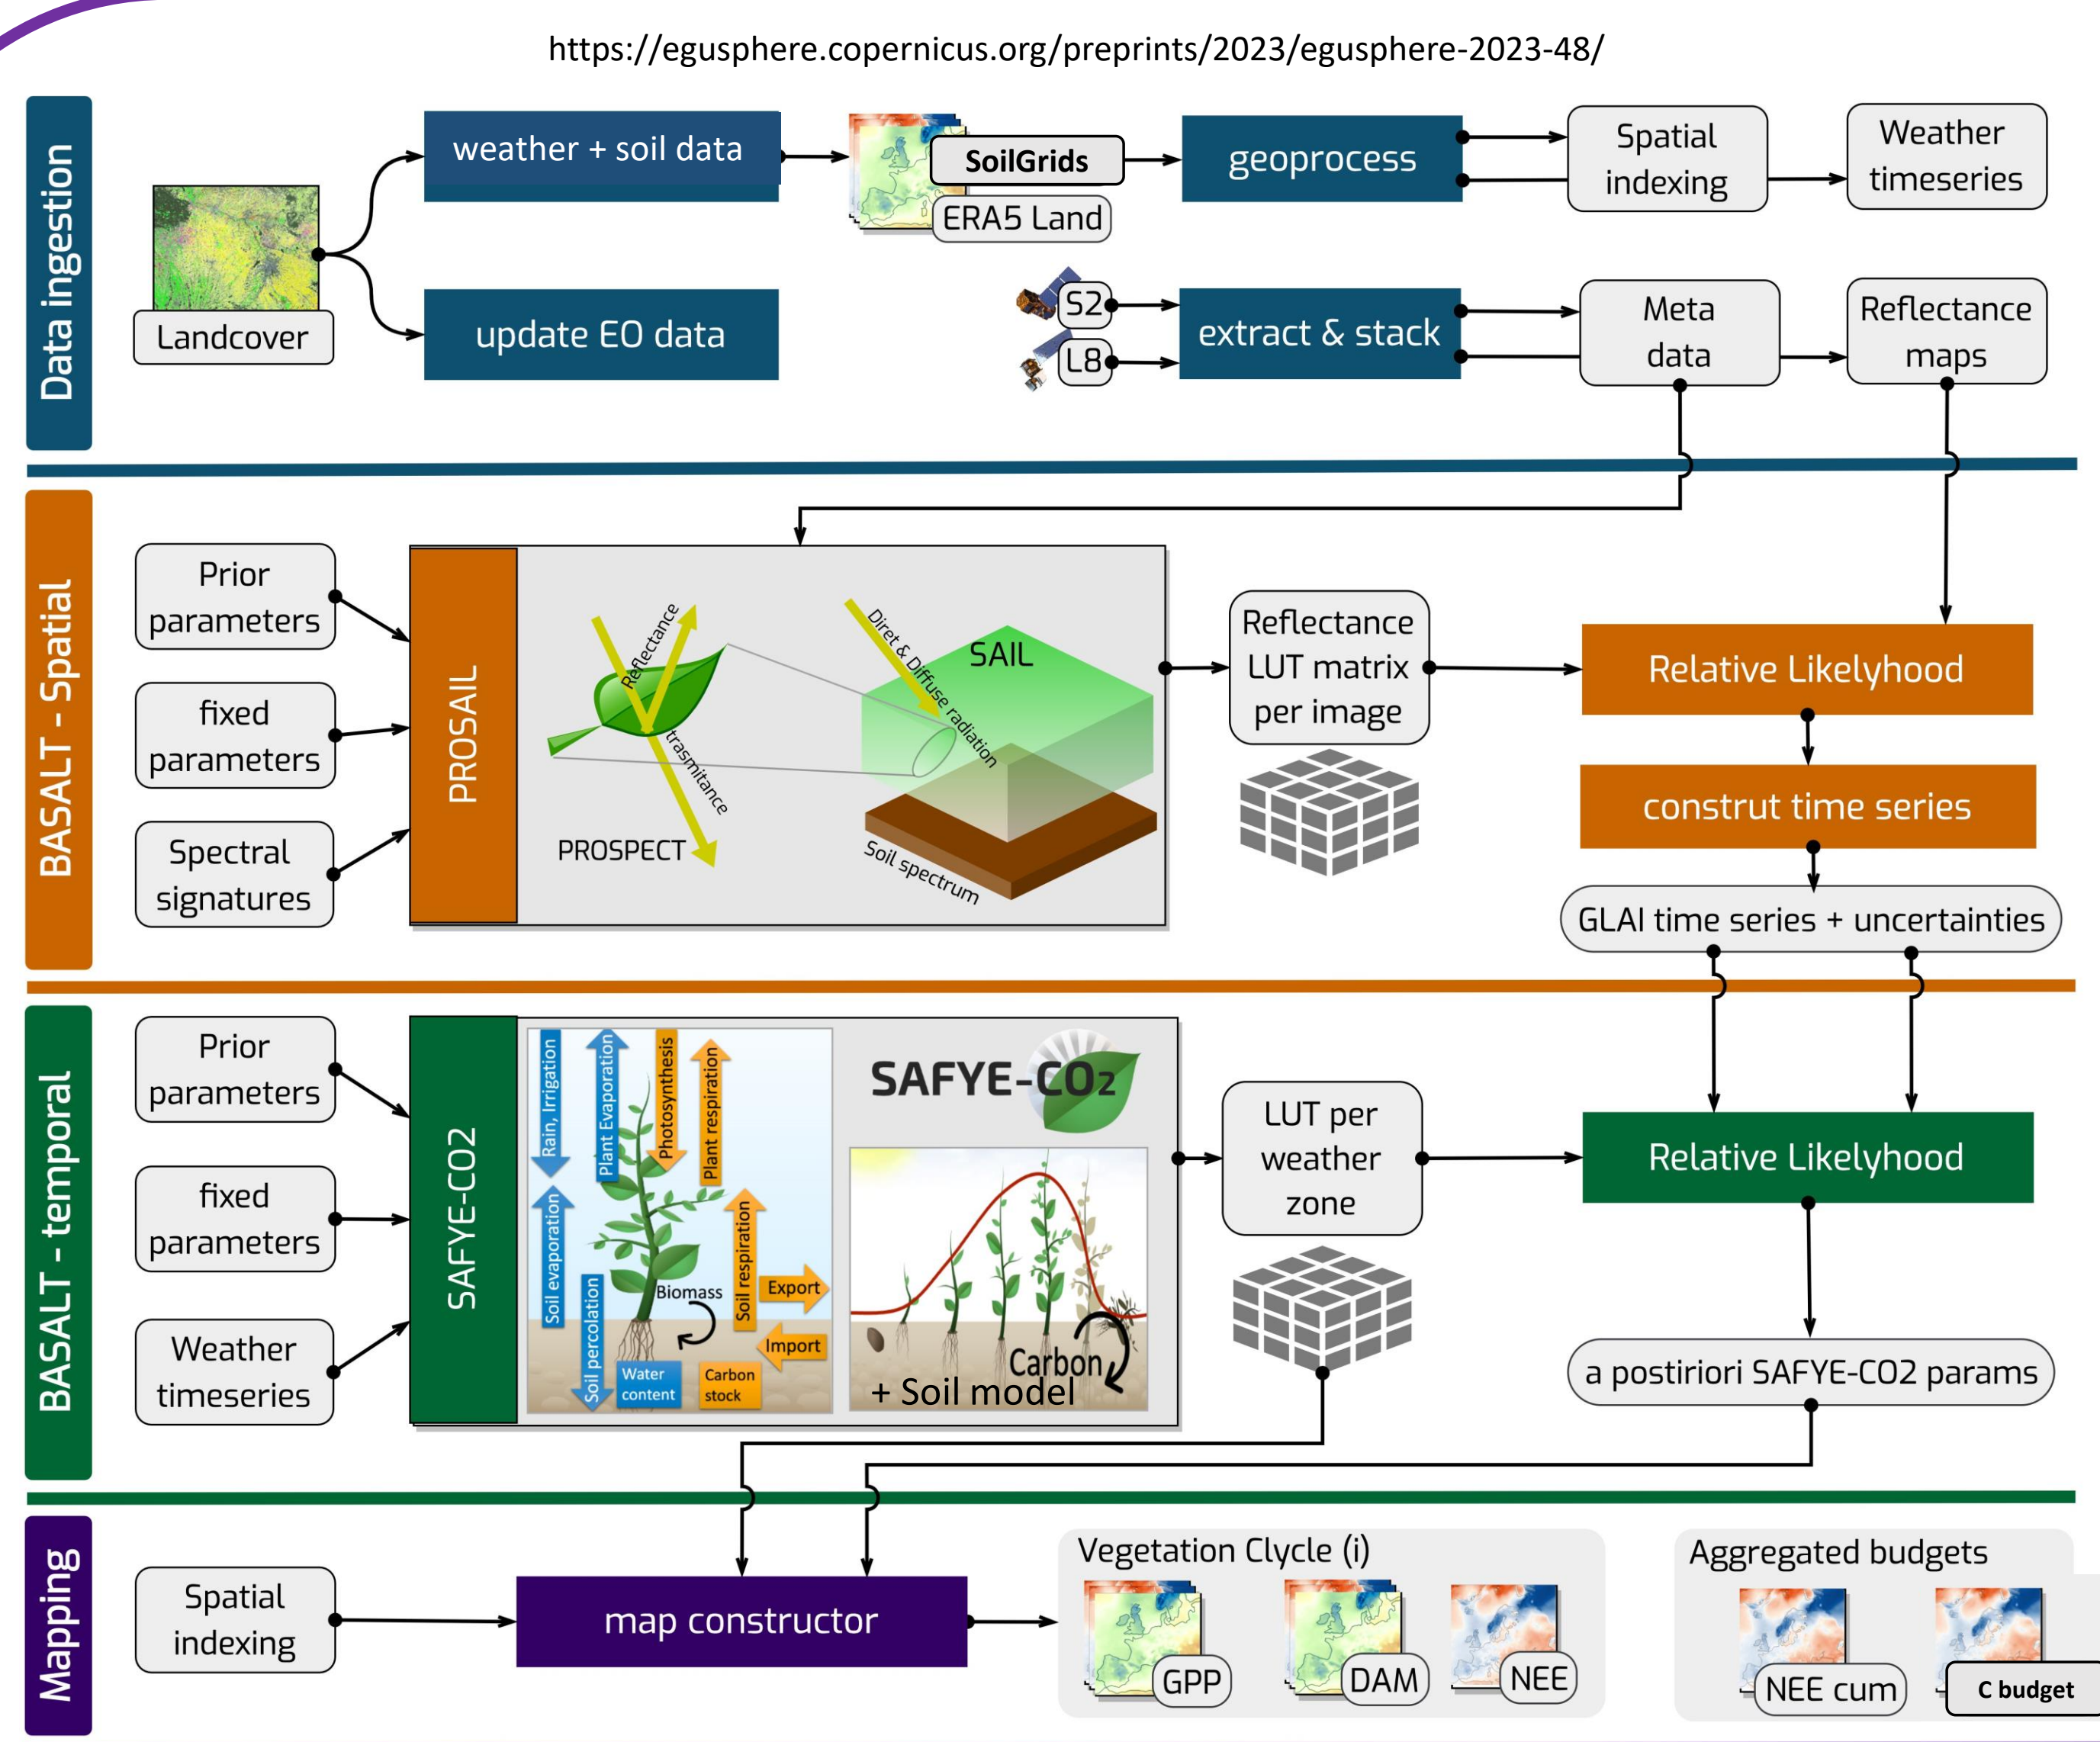 https://egusphere.copernicus.org/preprints/2023/egusphere-2023-48/
Data ingestion
Landcover
weather + soil data
SoilGrids
ERA5 Land
geoprocess
Spatial
indexing
Weather
timeseries
update EO data
S2
L8
extract & stack
Meta
data
Reflectance
maps
BASALT - Spatial
Prior
parameters
fixed
parameters
Spectral
signatures
PROSAIL
Reflectance
trasmitance
PROSPECT
Diret & Diffuse radiation
SAIL
Soil spectrum
Reflectance
LUT matrix
per image
Relative Likelyhood
construt time series
GLAI time series + uncertainties
BASALT - temporal
Prior
parameters
fixed
parameters
Weather
timeseries
SAFYE-CO2
Rain, Irrigation
Plant Evaporation
Photosynthesis
Plant respiration
Soil evaporation
Soil percolation
Biomass
Soil respiration
Export
Import
Water
content
Carbon
stock
SAFYE-CO2
Carbon
+ Soil model
LUT per
weather
zone
Relative Likelyhood
a postiriori SAFYE-CO2 params
Mapping
Spatial
indexing
map constructor
Vegetation Clycle (i)
GPP
DAM
NEE
Aggregated budgets
NEE cum
C budget